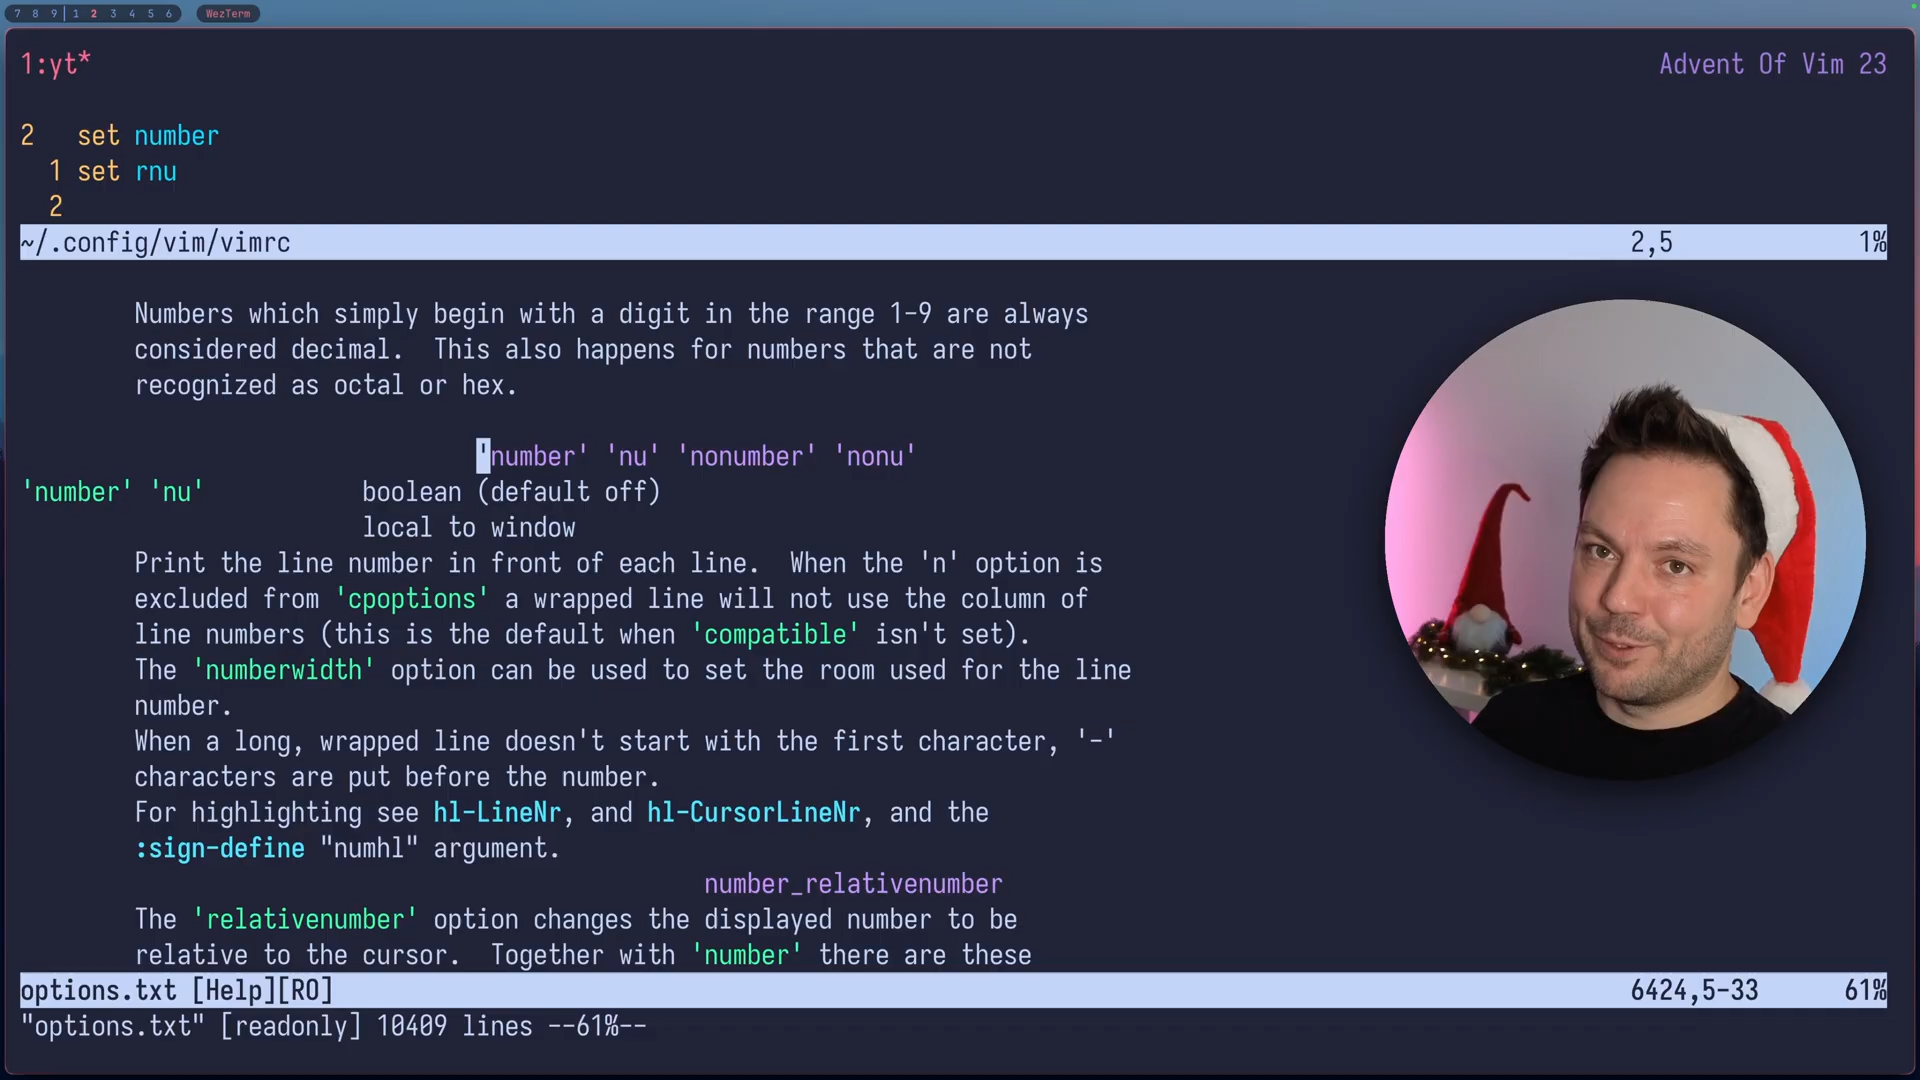 7 8 9 1 2 3 4 5 6 WezTerm
1:yt* Advent Of Vim 23
2 set number
1 set rnu
2
~/.config/vim/vimrc 2,5 1%
Numbers which simply begin with a digit in the range 1-9 are always
considered decimal. This also happens for numbers that are not
recognized as octal or hex.
'number' 'nu' 'nonumber' 'nonu'
'number' 'nu' boolean (default off)
local to window
Print the line number in front of each line. When the 'n' option is
excluded from 'cpoptions' a wrapped line will not use the column of
line numbers (this is the default when 'compatible' isn't set).
The 'numberwidth' option can be used to set the room used for the line
number.
When a long, wrapped line doesn't start with the first character, '-'
characters are put before the number.
For highlighting see hl-LineNr, and hl-CursorLineNr, and the
:sign-define "numhl" argument.
number_relativenumber
The 'relativenumber' option changes the displayed number to be
relative to the cursor. Together with 'number' there are these
options.txt [Help][RO] 6424,5-33 61%
"options.txt" [readonly] 10409 lines --61%--